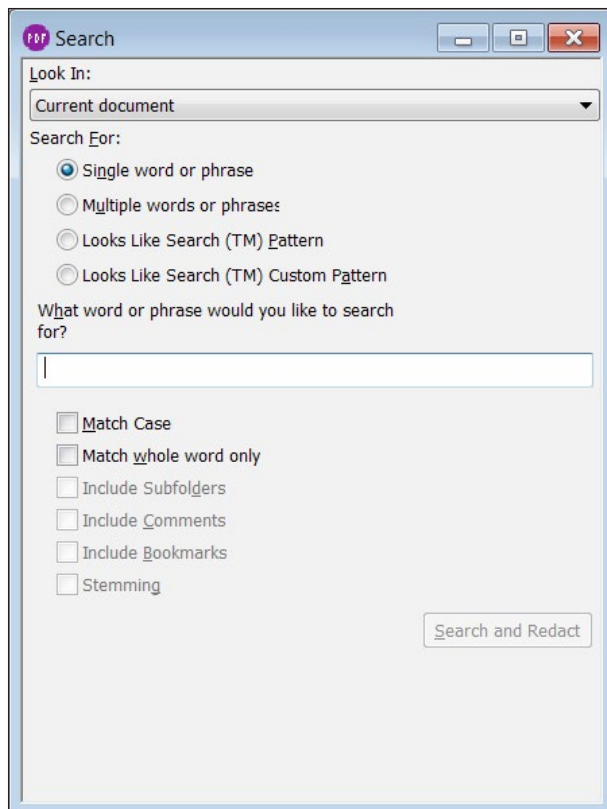 PDF Search
Look In:
Current document
Search For:
Single word or phrase
Multiple words or phrases
Looks Like Search (TM) Pattern
Looks Like Search (TM) Custom Pattern
What word or phrase would you like to search
for?
Match Case
Match whole word only
Include Subfolders
Include Comments
Include Bookmarks
Stemming
Search and Redact